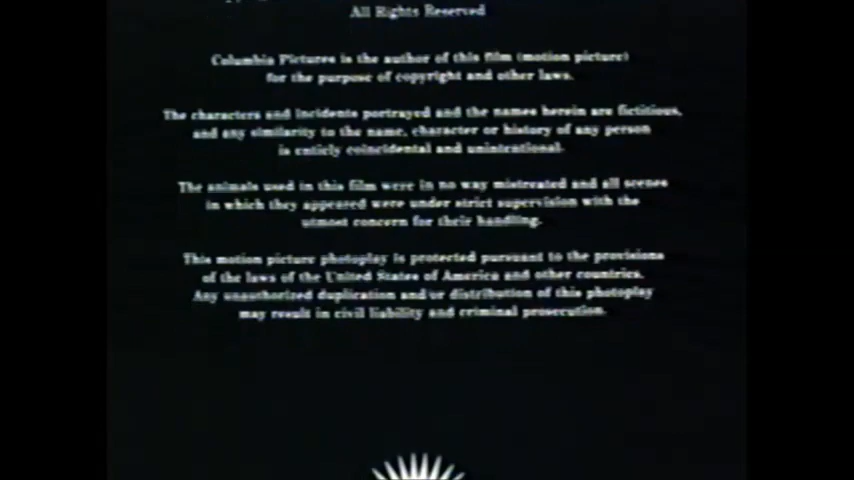 All Rights Reserved
Columbia Pictures is the author of this film (motion picture)
for the purpose of copyright and other laws.
The characters and incidents portrayed and the names herein are fictitious,
and any similarity to the name, character or history of any person
is entirly coincidental and unintentional.
The animals used in this film were in no way mistreated and all scenes
in which they appeared were under strict supervision with the
utmost concern for their handling.
This motion picture photoplay is protected pursuant to the provisions
of the laws of the United States of America and other countries.
Any unauthorized duplication and/or distribution of this photoplay
may result in civil liability and criminal prosecution.